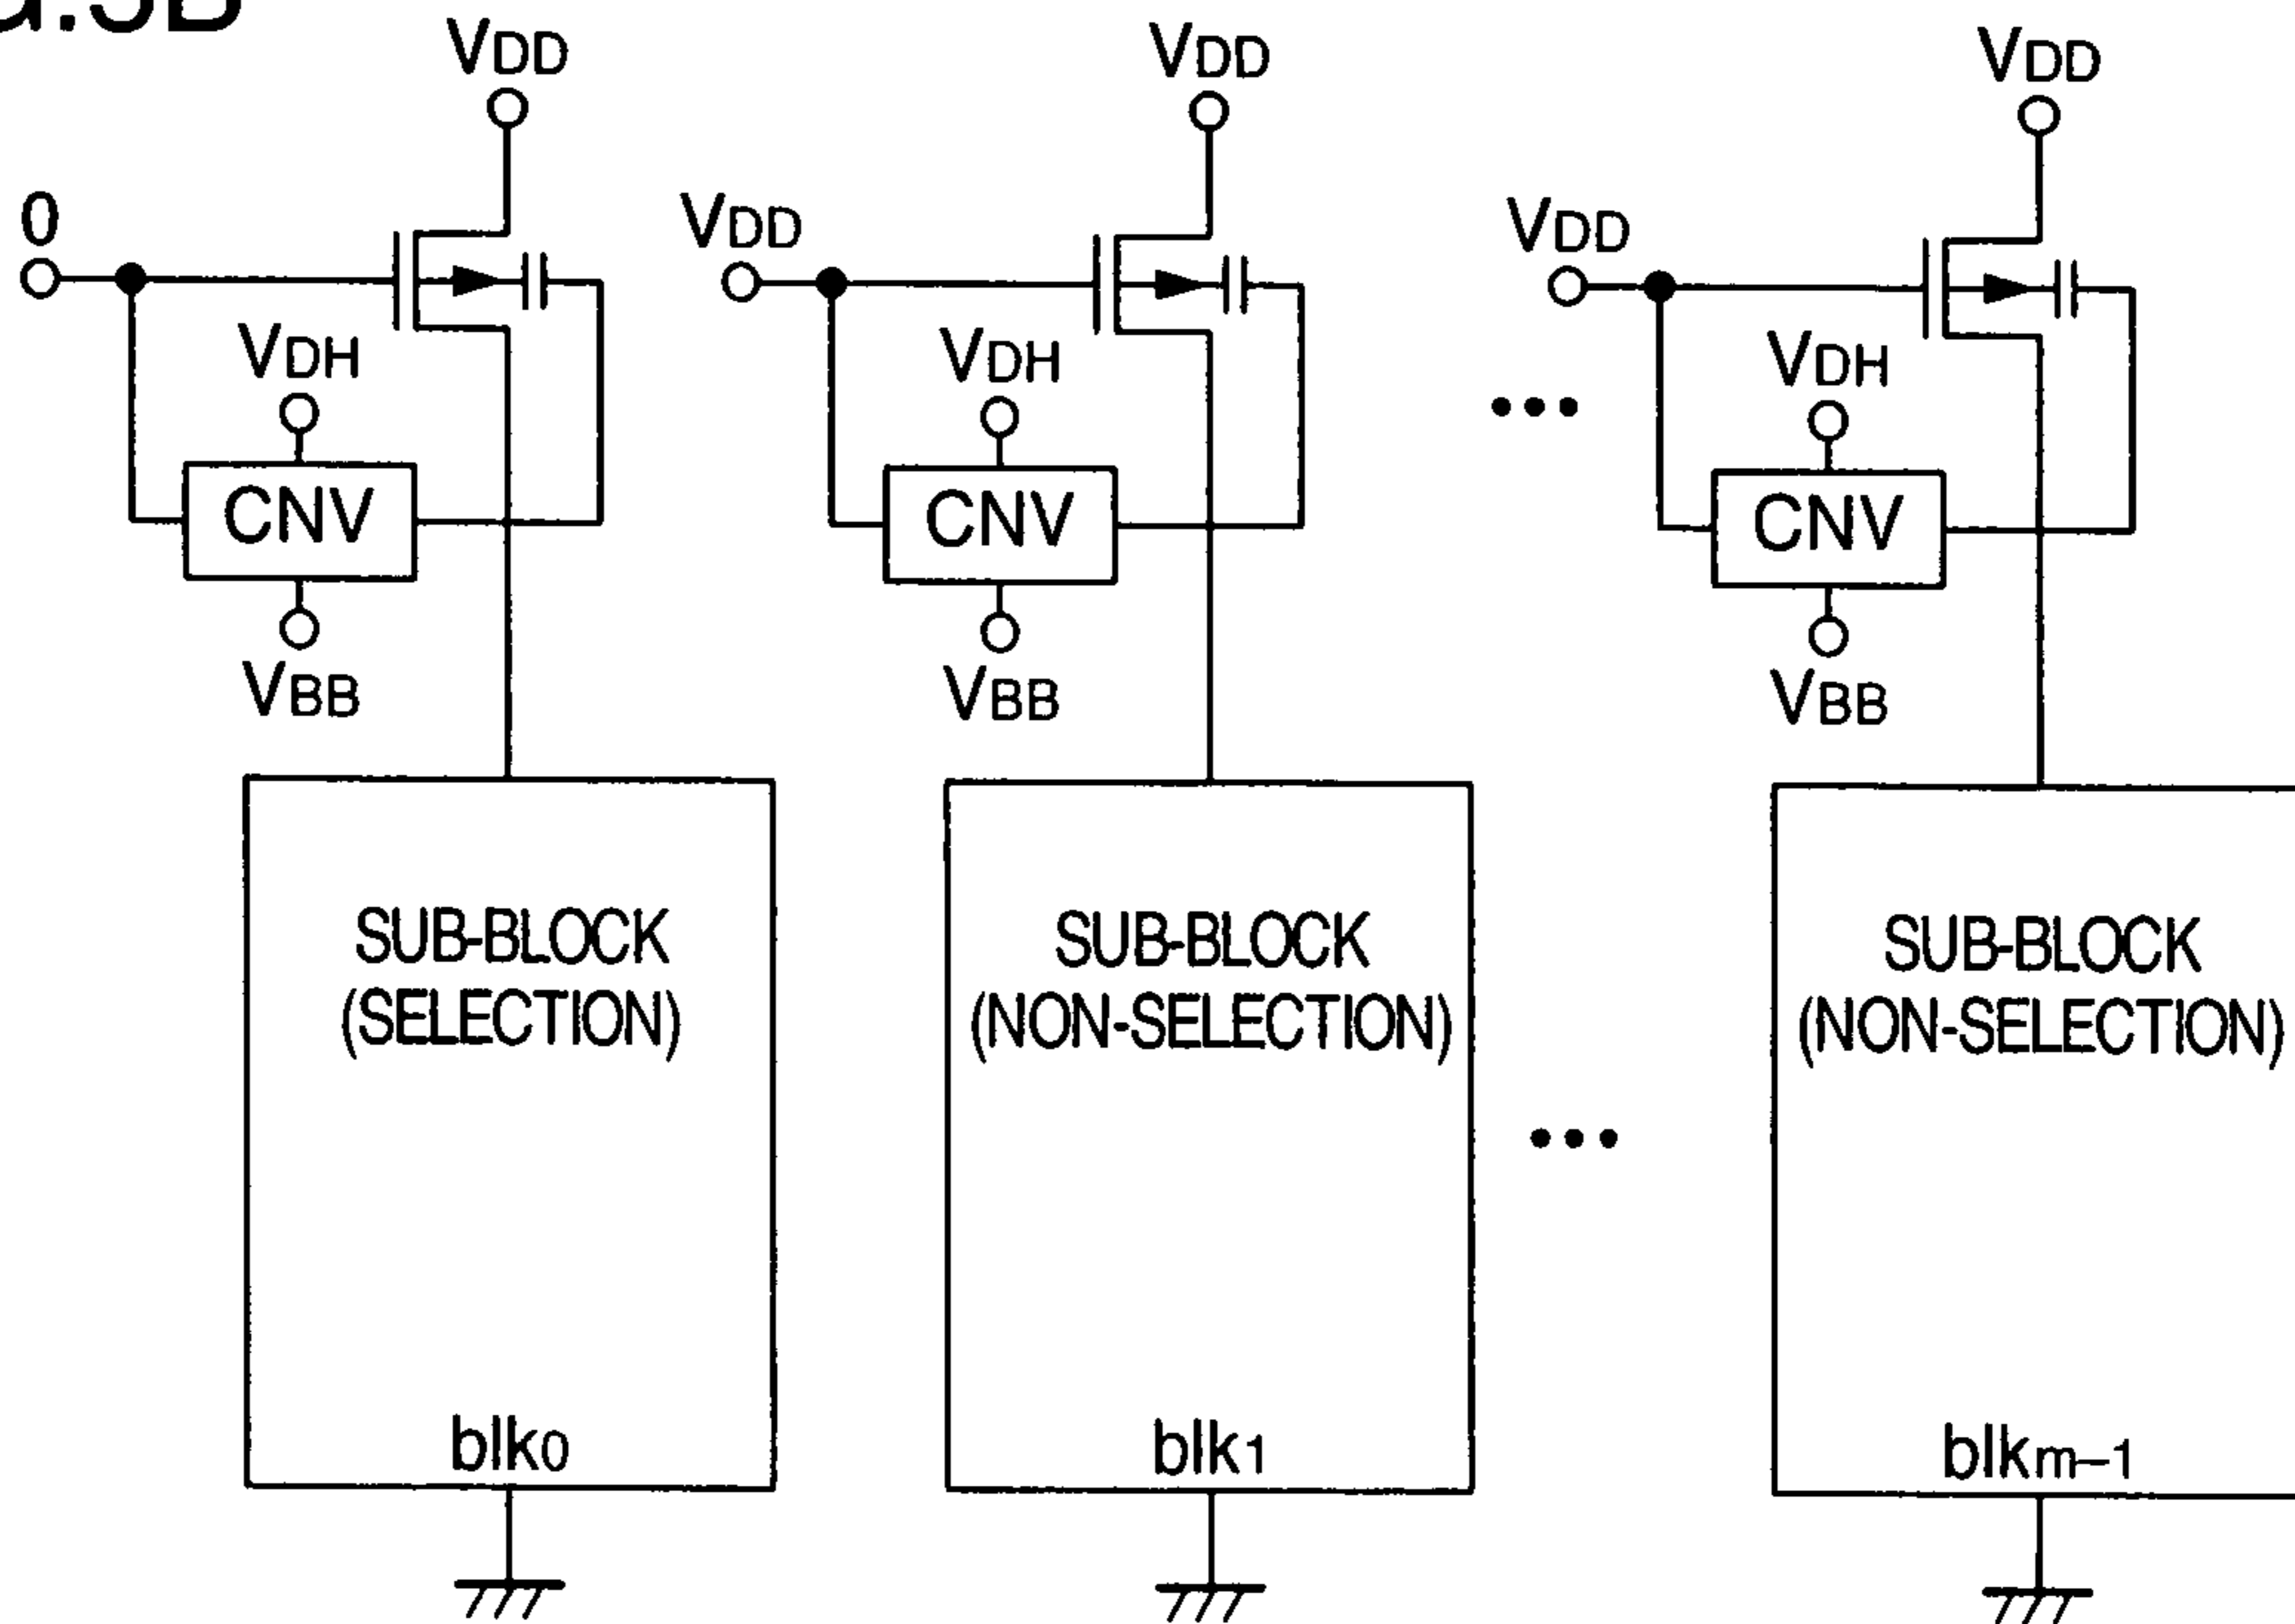 G.5B
VDD VDD VDD
0 VDD VDD
VDH VDH VDH
CNV CNV CNV
VBB VBB VBB
SUB-BLOCK SUB-BLOCK SUB-BLOCK
(SELECTION) (NON-SELECTION) (NON-SELECTION)
blk0 blk1 blkm-1